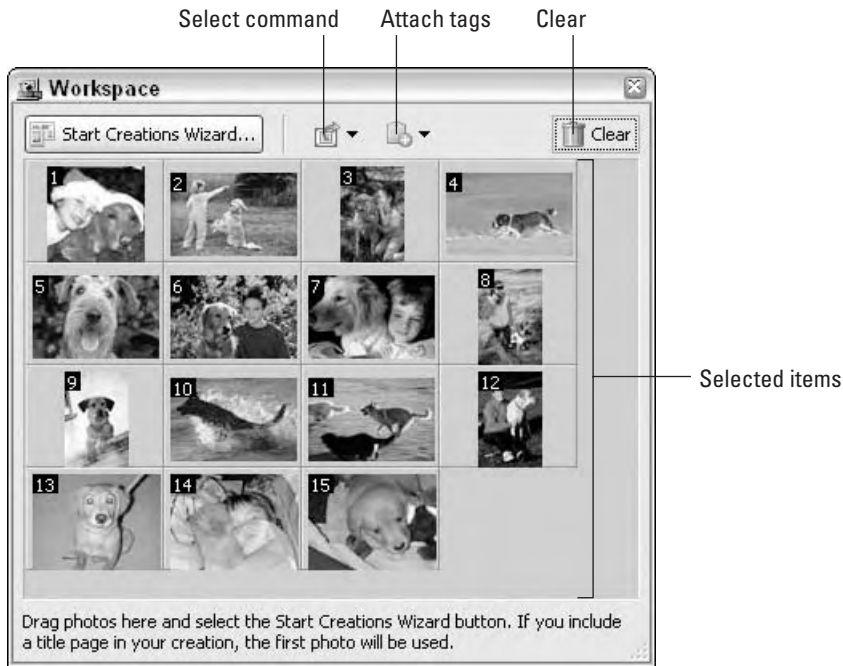 Select command Attach tags Clear
Workspace
Start Creations Wizard... Clear
1 2 3 4
5 6 7 8
Selected items
9 10 11 12
13 14 15
Drag photos here and select the Start Creations Wizard button. If you include
a title page in your creation, the first photo will be used.